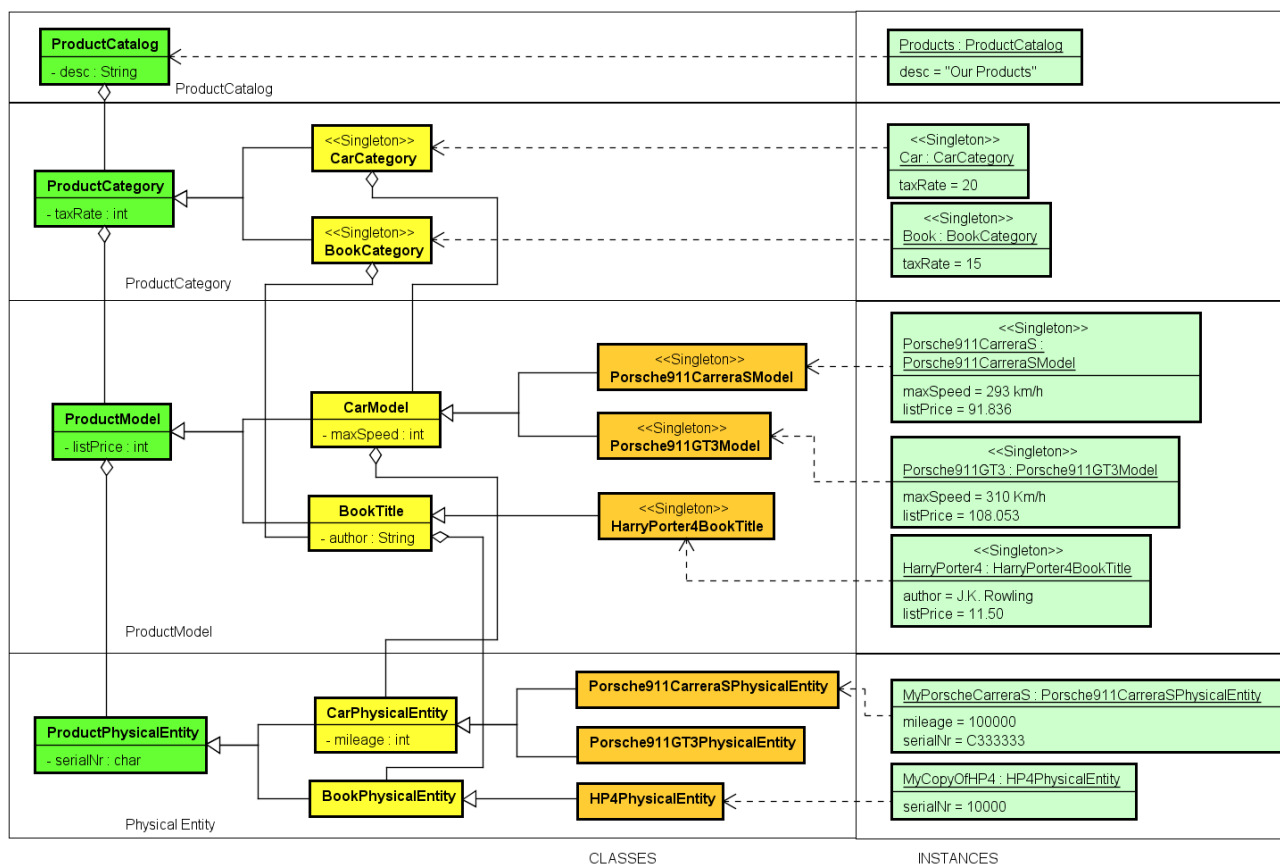 ProductCatalog
- desc : String
ProductCatalog
Products : ProductCatalog
desc = "Our Products"
<<Singleton>>
CarCategory
<<Singleton>>
Car : CarCategory
taxRate = 20
ProductCategory
- taxRate : int
<<Singleton>>
BookCategory
<<Singleton>>
Book : BookCategory
taxRate = 15
ProductCategory
<<Singleton>>
Porsche911CarreraSModel
<<Singleton>>
Porsche911CarreraS :
Porsche911CarreraSModel
maxSpeed = 293 km/h
listPrice = 91.836
ProductModel
- listPrice : int
CarModel
- maxSpeed : int
<<Singleton>>
Porsche911GT3Model
<<Singleton>>
Porsche911GT3 : Porsche911GT3Model
maxSpeed = 310 Km/h
listPrice = 108.053
BookTitle
- author : String
<<Singleton>>
HarryPorter4BookTitle
<<Singleton>>
HarryPorter4 : HarryPorter4BookTitle
author = J.K. Rowling
listPrice = 11.50
ProductModel
ProductPhysicalEntity
- serialNr : char
CarPhysicalEntity
- mileage : int
Porsche911CarreraSPhysicalEntity
MyPorscheCarreraS : Porsche911CarreraSPhysicalEntity
mileage = 100000
serialNr = C333333
Porsche911GT3PhysicalEntity
BookPhysicalEntity
HP4PhysicalEntity
MyCopyOfHP4 : HP4PhysicalEntity
serialNr = 10000
Physical Entity
CLASSES
INSTANCES